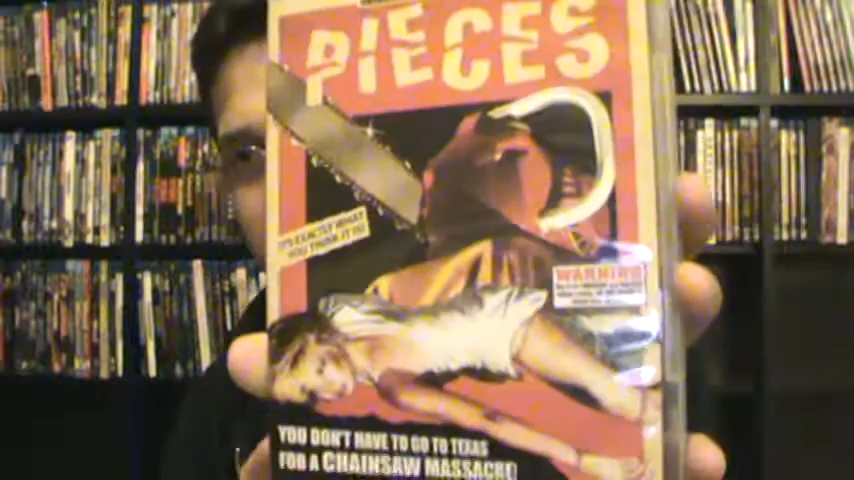 PIECES
IT'S EXACTLY WHAT
YOU THINK IT IS!
WARNING
YOU DON'T HAVE TO GO TO TEXAS
FOR A CHAINSAW MASSACRE!